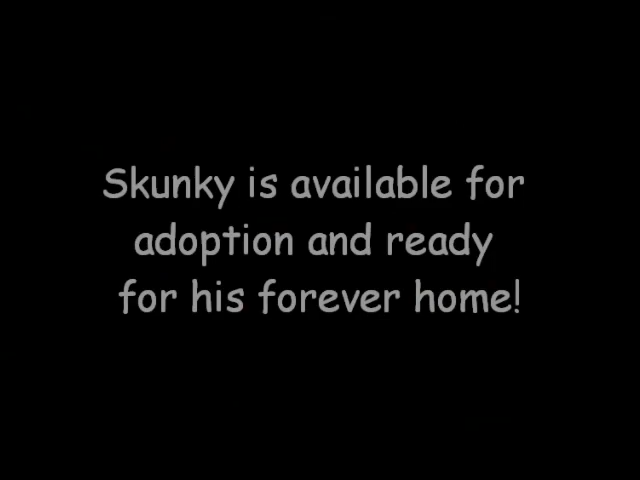 Skunky is available for
adoption and ready
for his forever home!